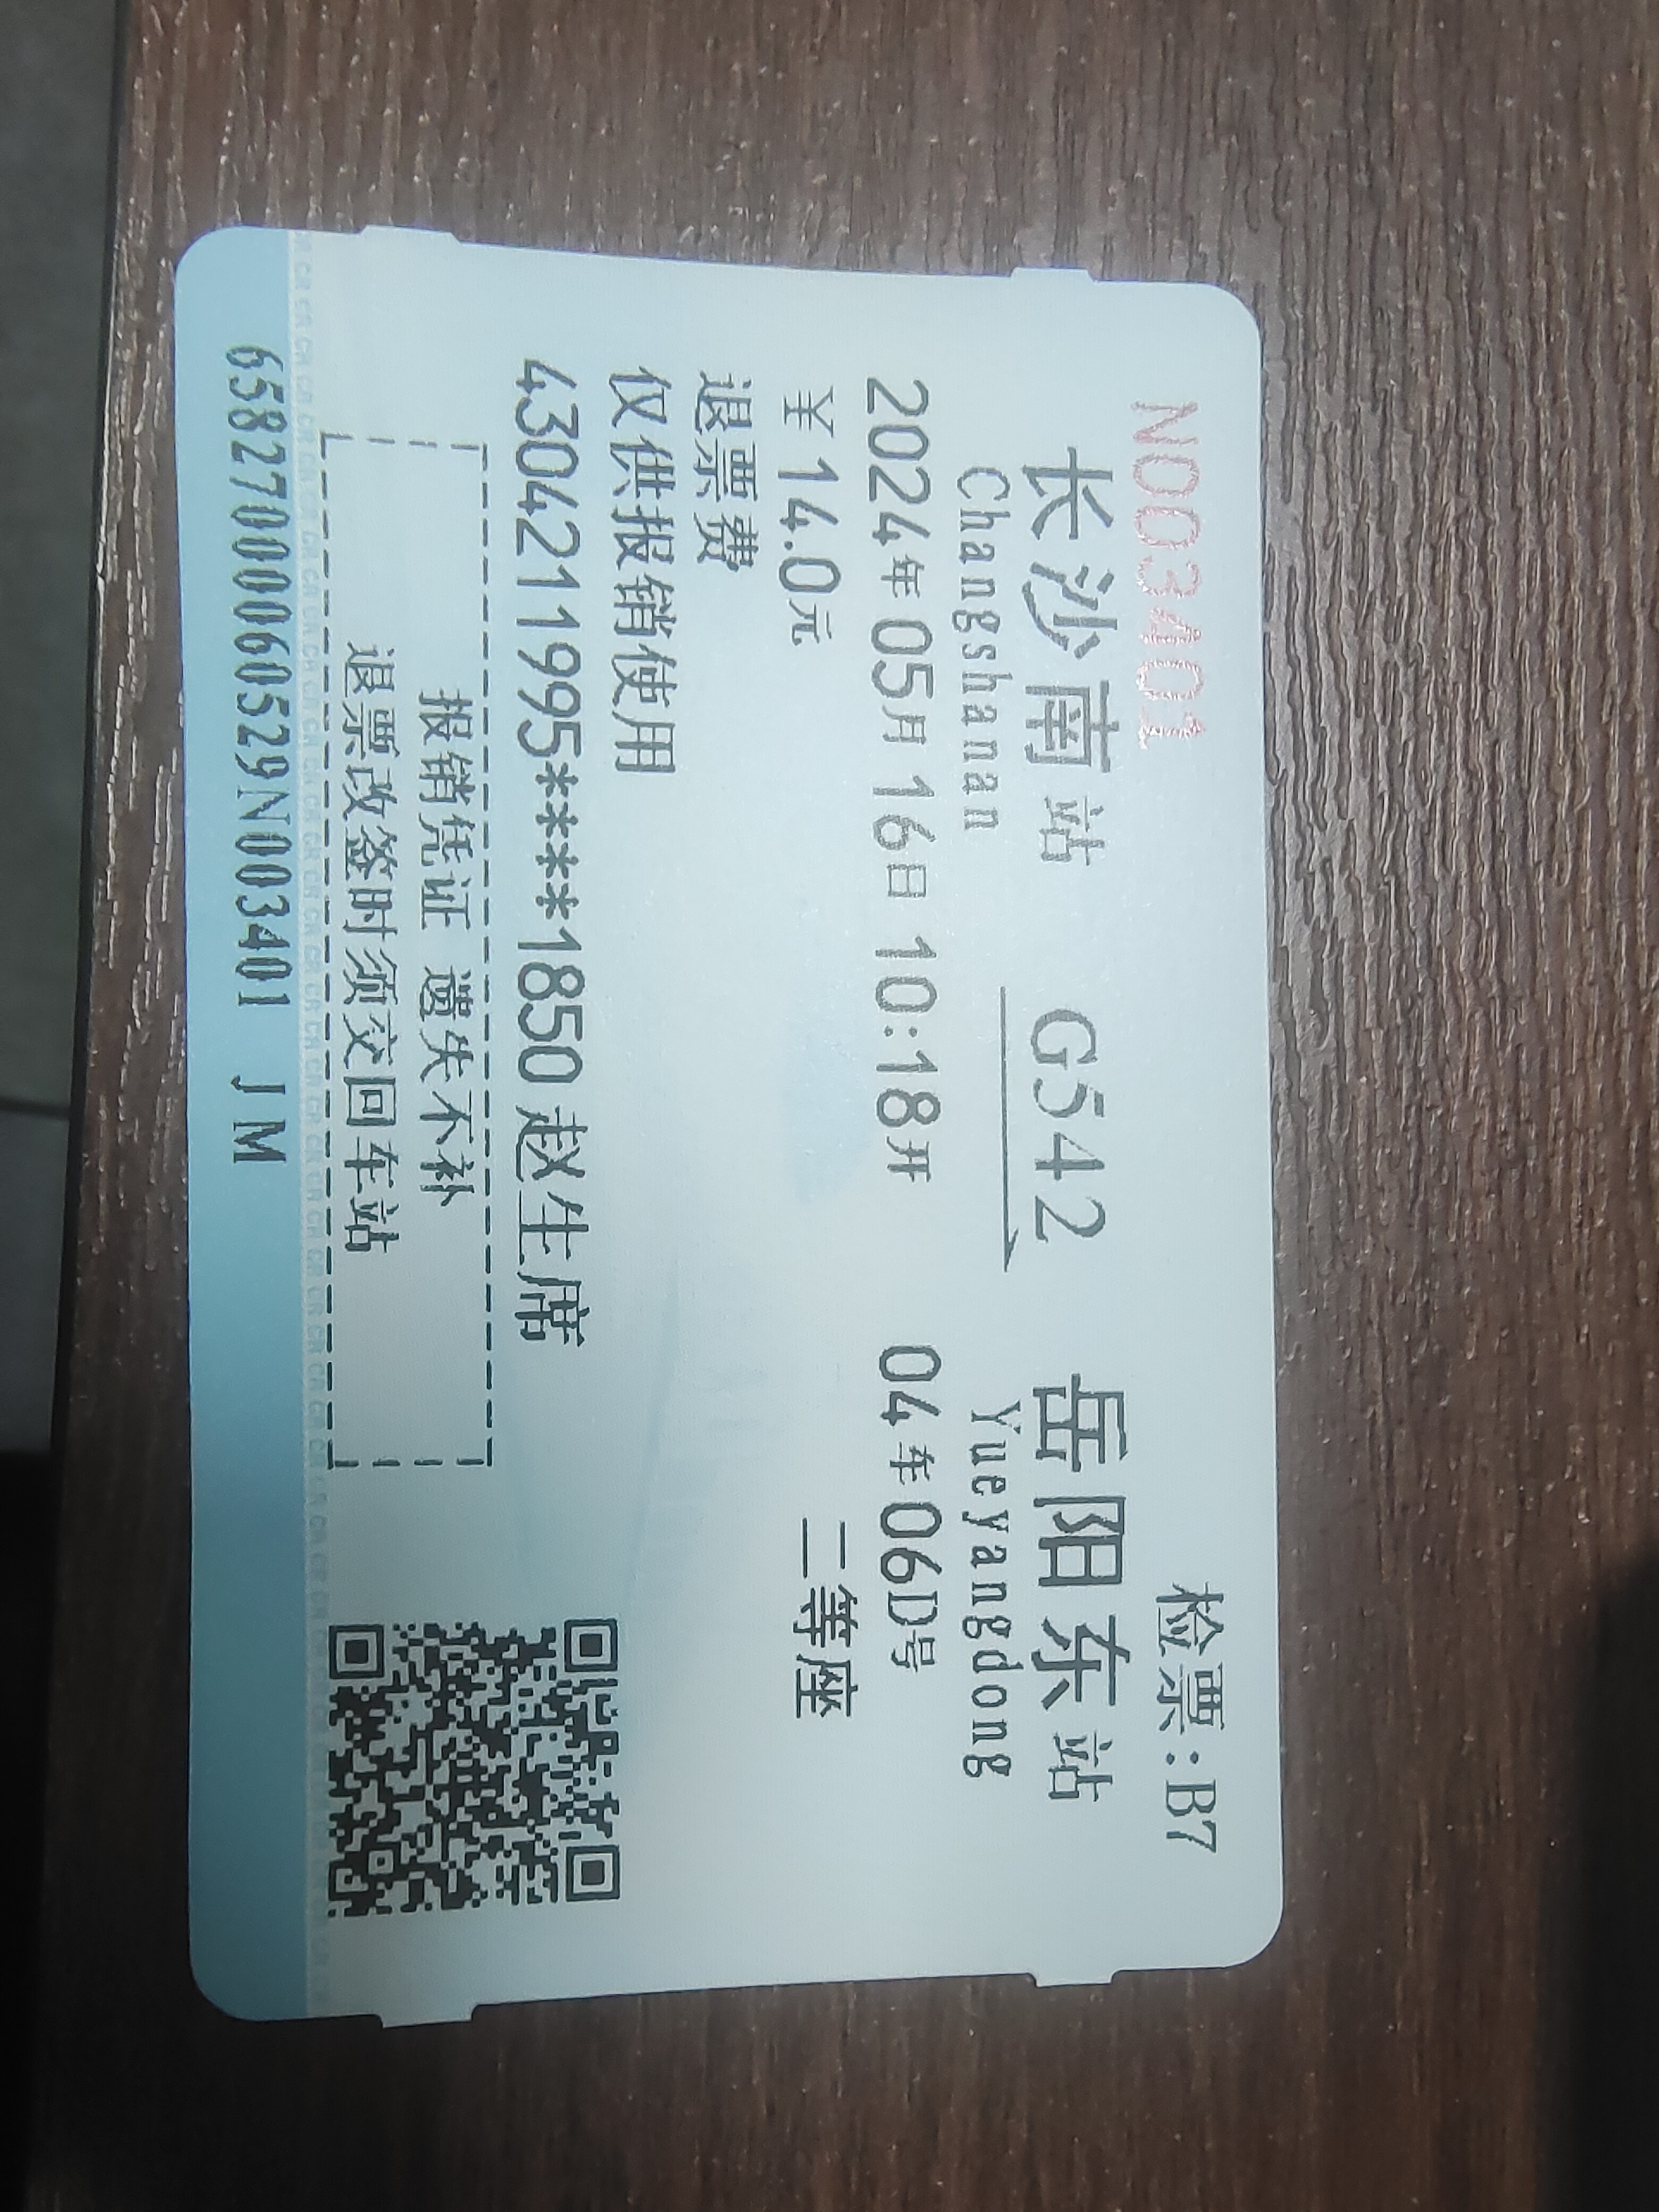 N003401 检票:B7
长沙南站 G542 岳阳东站
Changshanan Yueyangdong
2024年05月16日 10:18开 04车06D号
￥14.0元 二等座
退票费
仅供报销使用
4304211995****1850 赵生席
报销凭证 遗失不补
退票改签时须交回车站
65827000060529N003401 JM